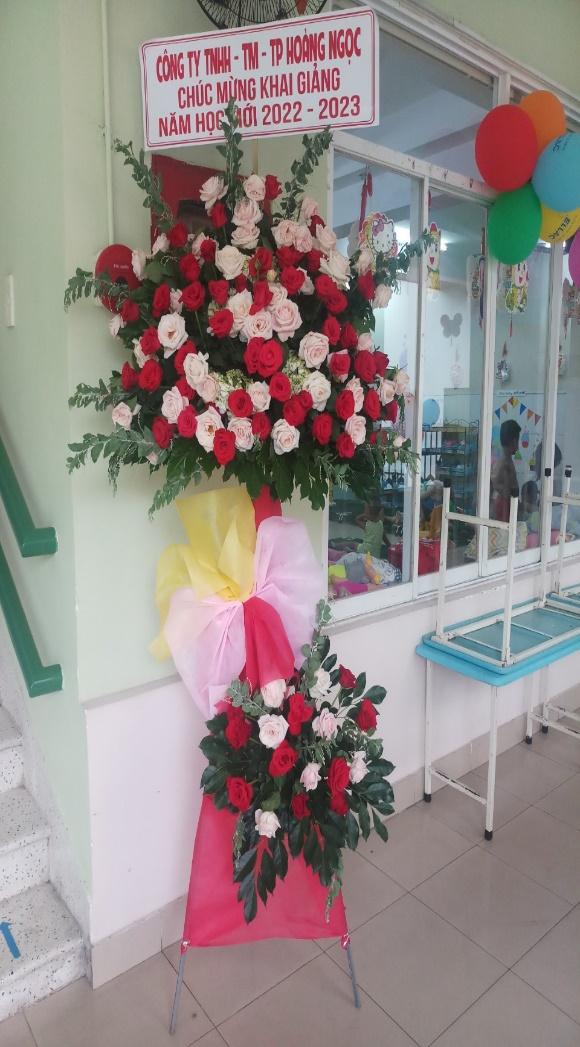 CÔNG TY TNHH - TM - TP HOÀNG NGỌC
CHÚC MỪNG KHAI GIẢNG
NĂM HỌC MỚI 2022 - 2023